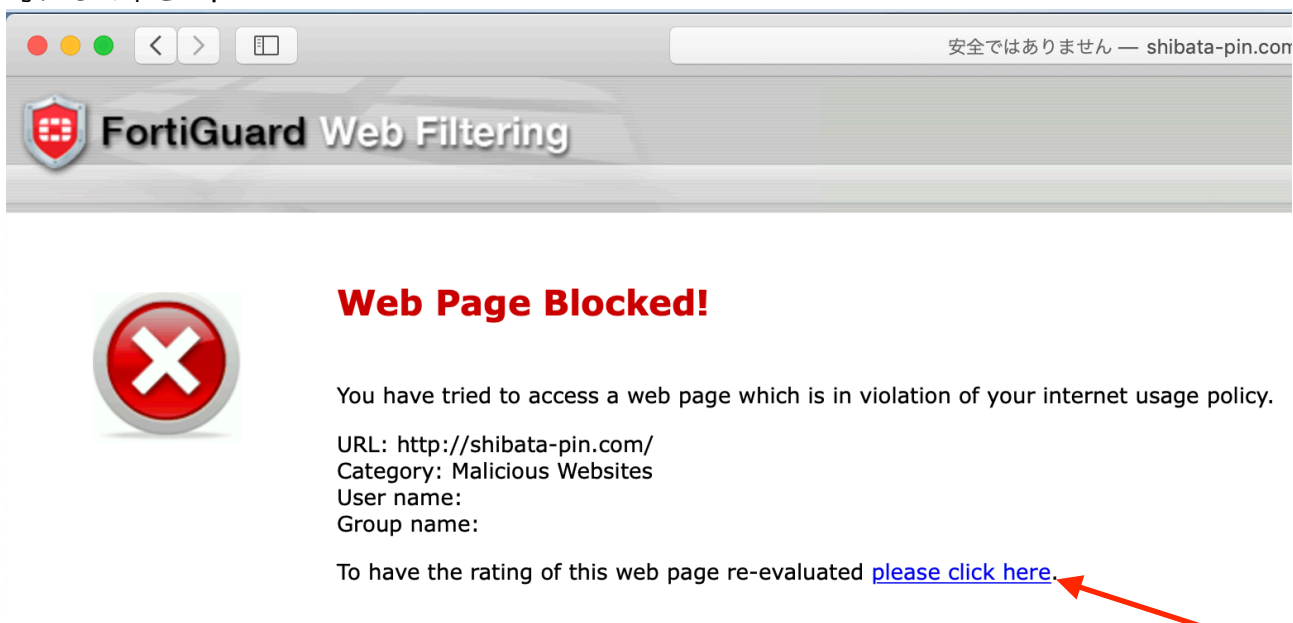 安全ではありません — shibata-pin.com
FortiGuard Web Filtering
Web Page Blocked!
You have tried to access a web page which is in violation of your internet usage policy.
URL: http://shibata-pin.com/
Category: Malicious Websites
User name:
Group name:
To have the rating of this web page re-evaluated please click here.